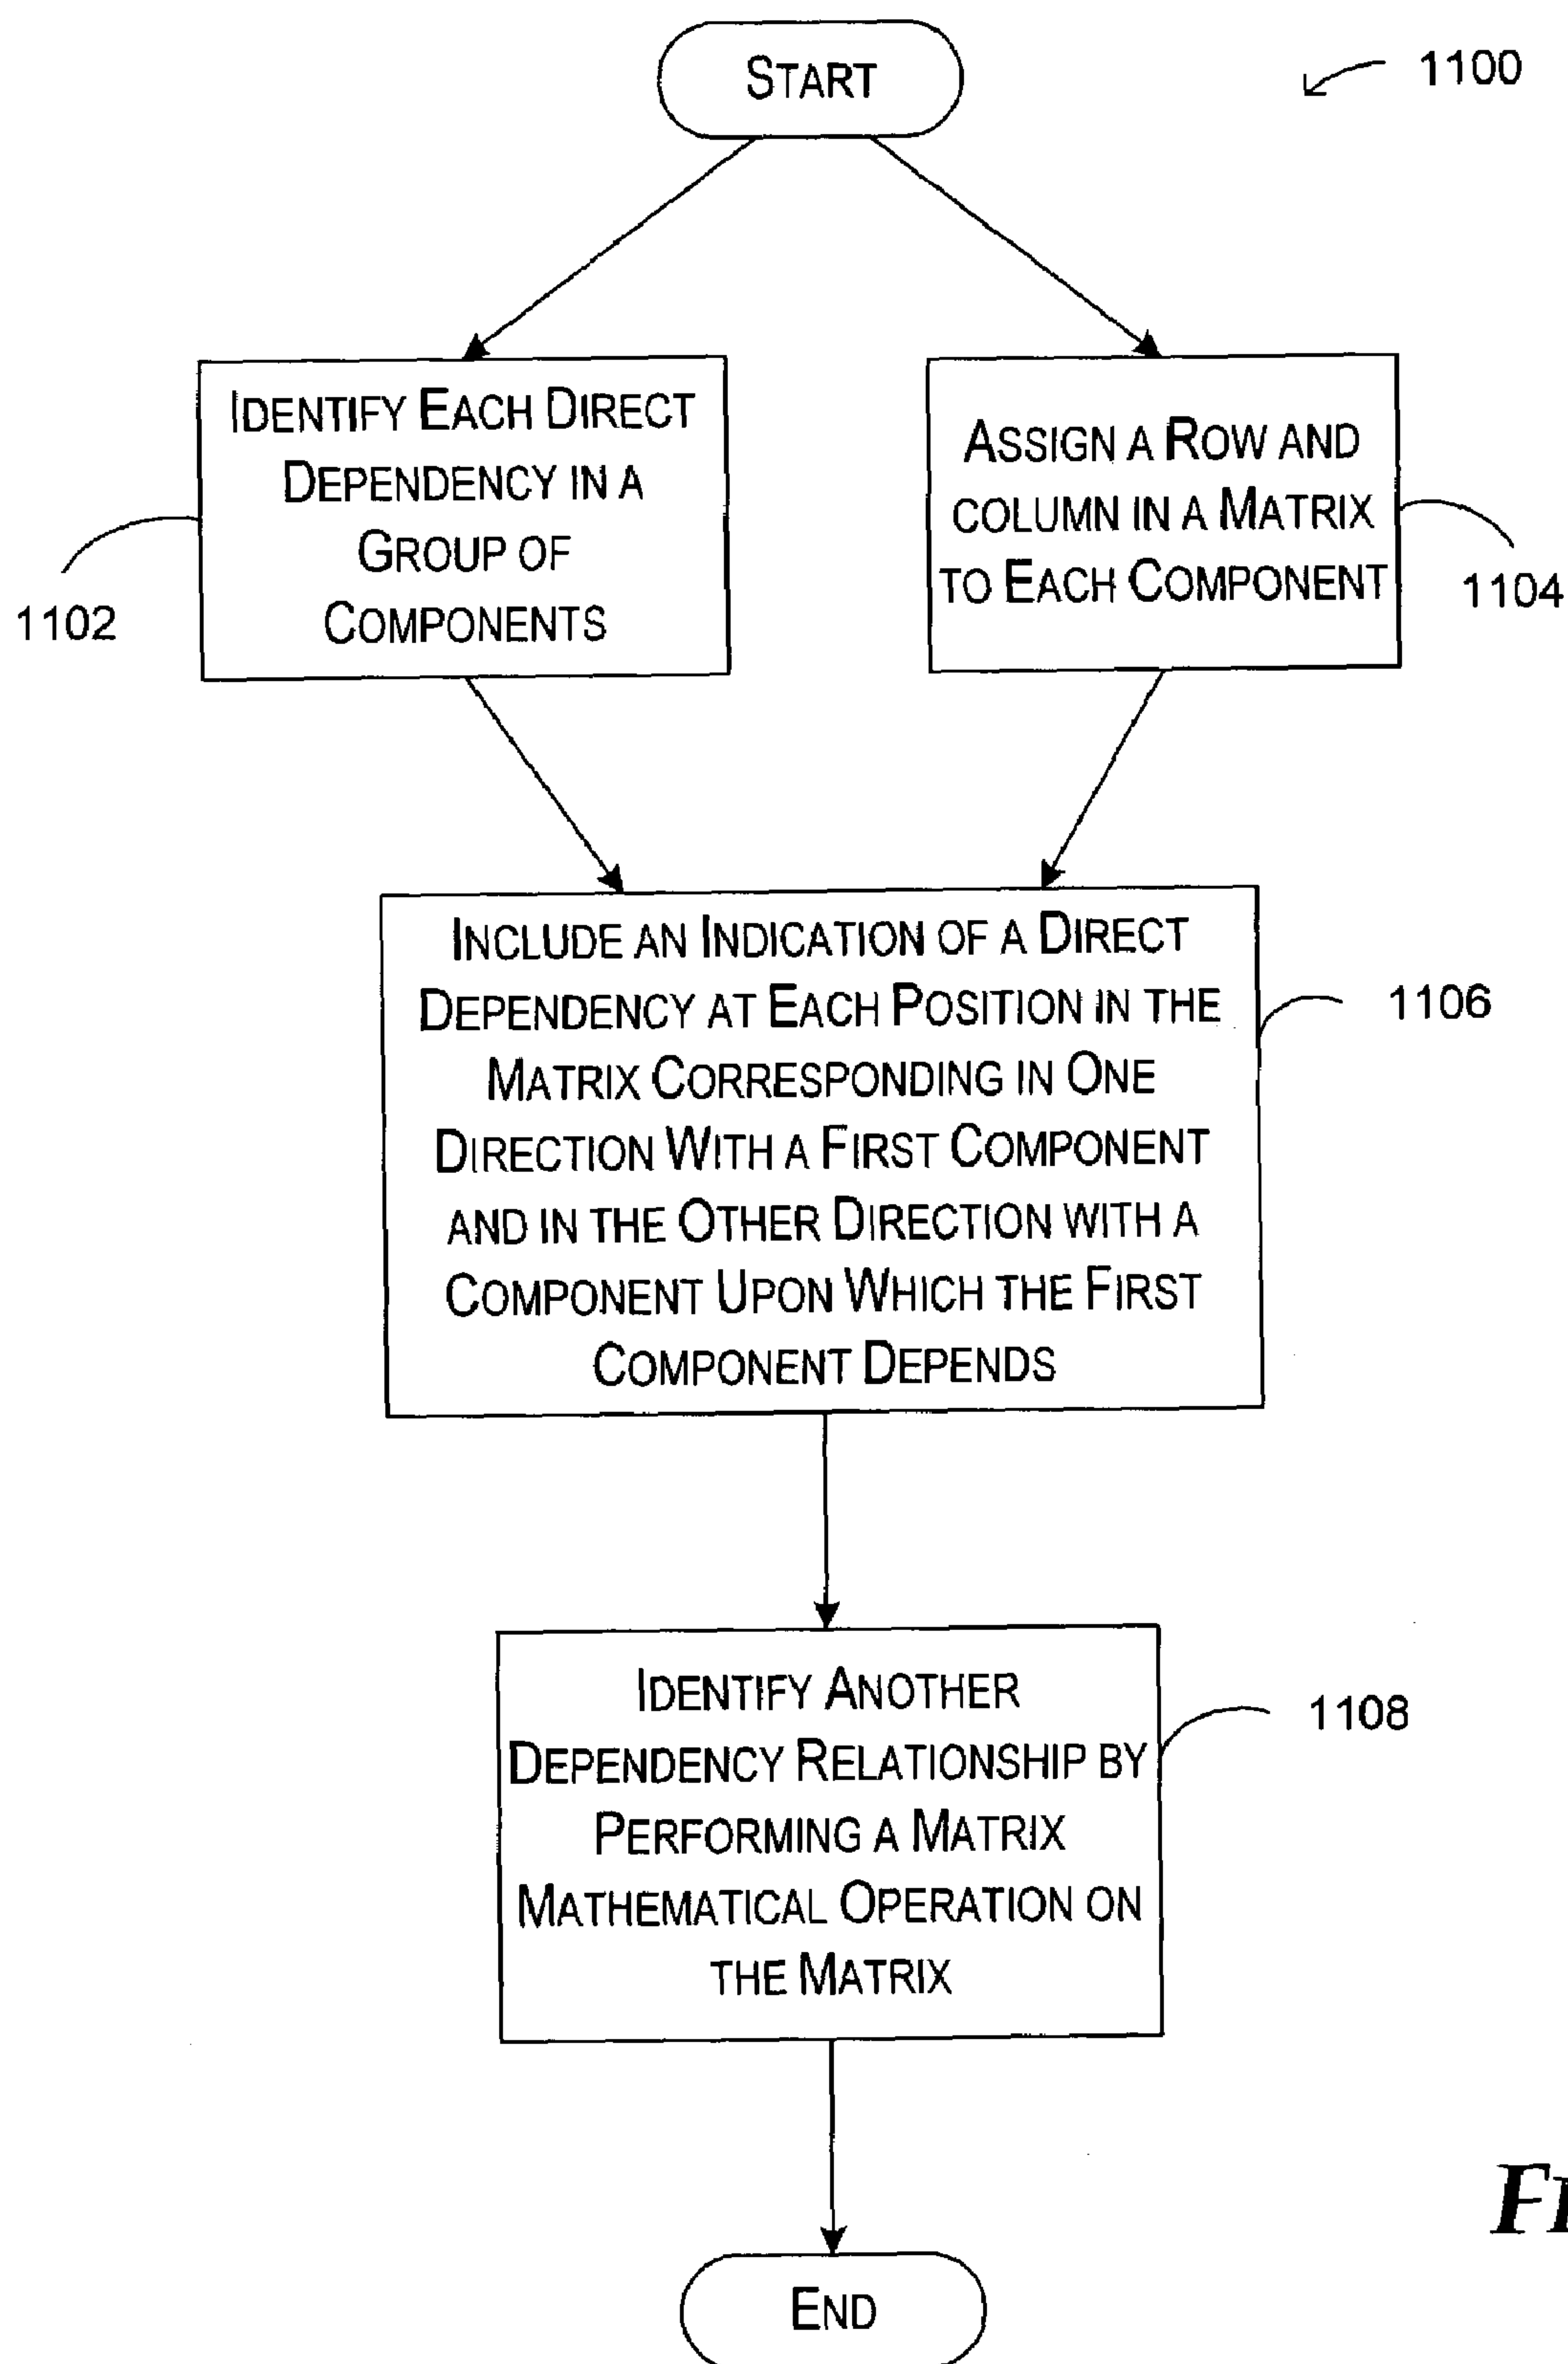 START
1100
IDENTIFY EACH DIRECT
DEPENDENCY IN A
GROUP OF
COMPONENTS
1102
ASSIGN A ROW AND
COLUMN IN A MATRIX
TO EACH COMPONENT
1104
INCLUDE AN INDICATION OF A DIRECT
DEPENDENCY AT EACH POSITION IN THE
MATRIX CORRESPONDING IN ONE
DIRECTION WITH A FIRST COMPONENT
AND IN THE OTHER DIRECTION WITH A
COMPONENT UPON WHICH THE FIRST
COMPONENT DEPENDS
1106
IDENTIFY ANOTHER
DEPENDENCY RELATIONSHIP BY
PERFORMING A MATRIX
MATHEMATICAL OPERATION ON
THE MATRIX
1108
END